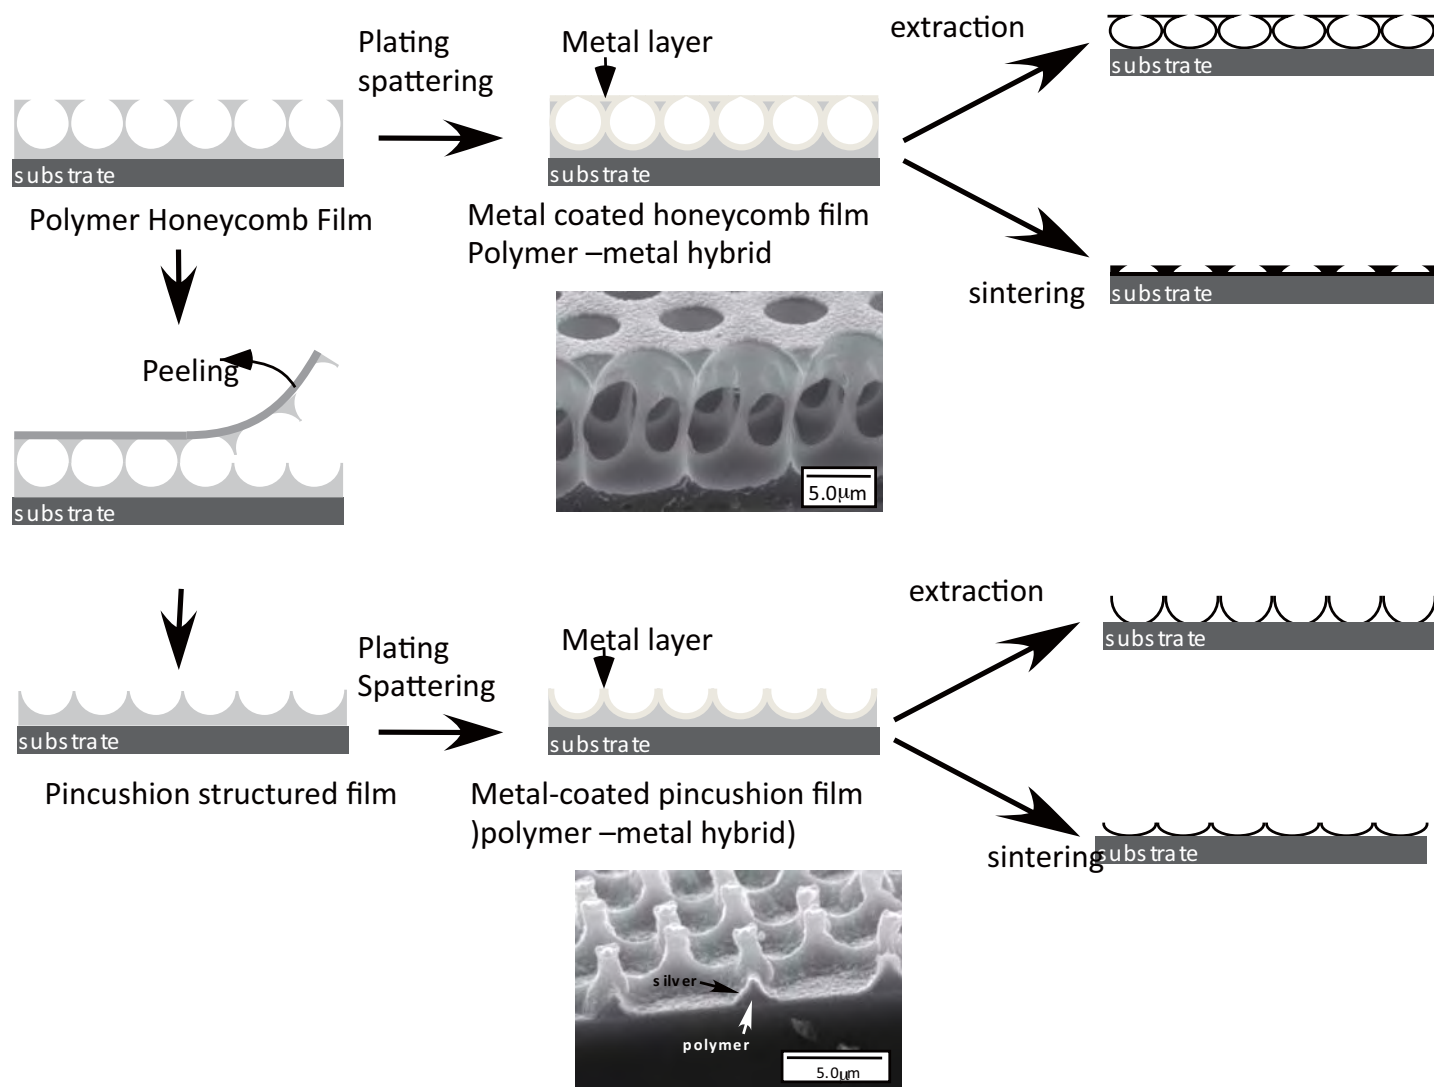 Plating
spattering
Metal layer
extraction
substrate
substrate
substrate
Polymer Honeycomb Film
Metal coated honeycomb film
Polymer –metal hybrid
sintering
substrate
Peeling
5.0μm
substrate
extraction
substrate
Plating
Spattering
Metal layer
substrate
substrate
Pincushion structured film
Metal-coated pincushion film
)polymer –metal hybrid)
sintering
substrate
silver
polymer
5.0μm